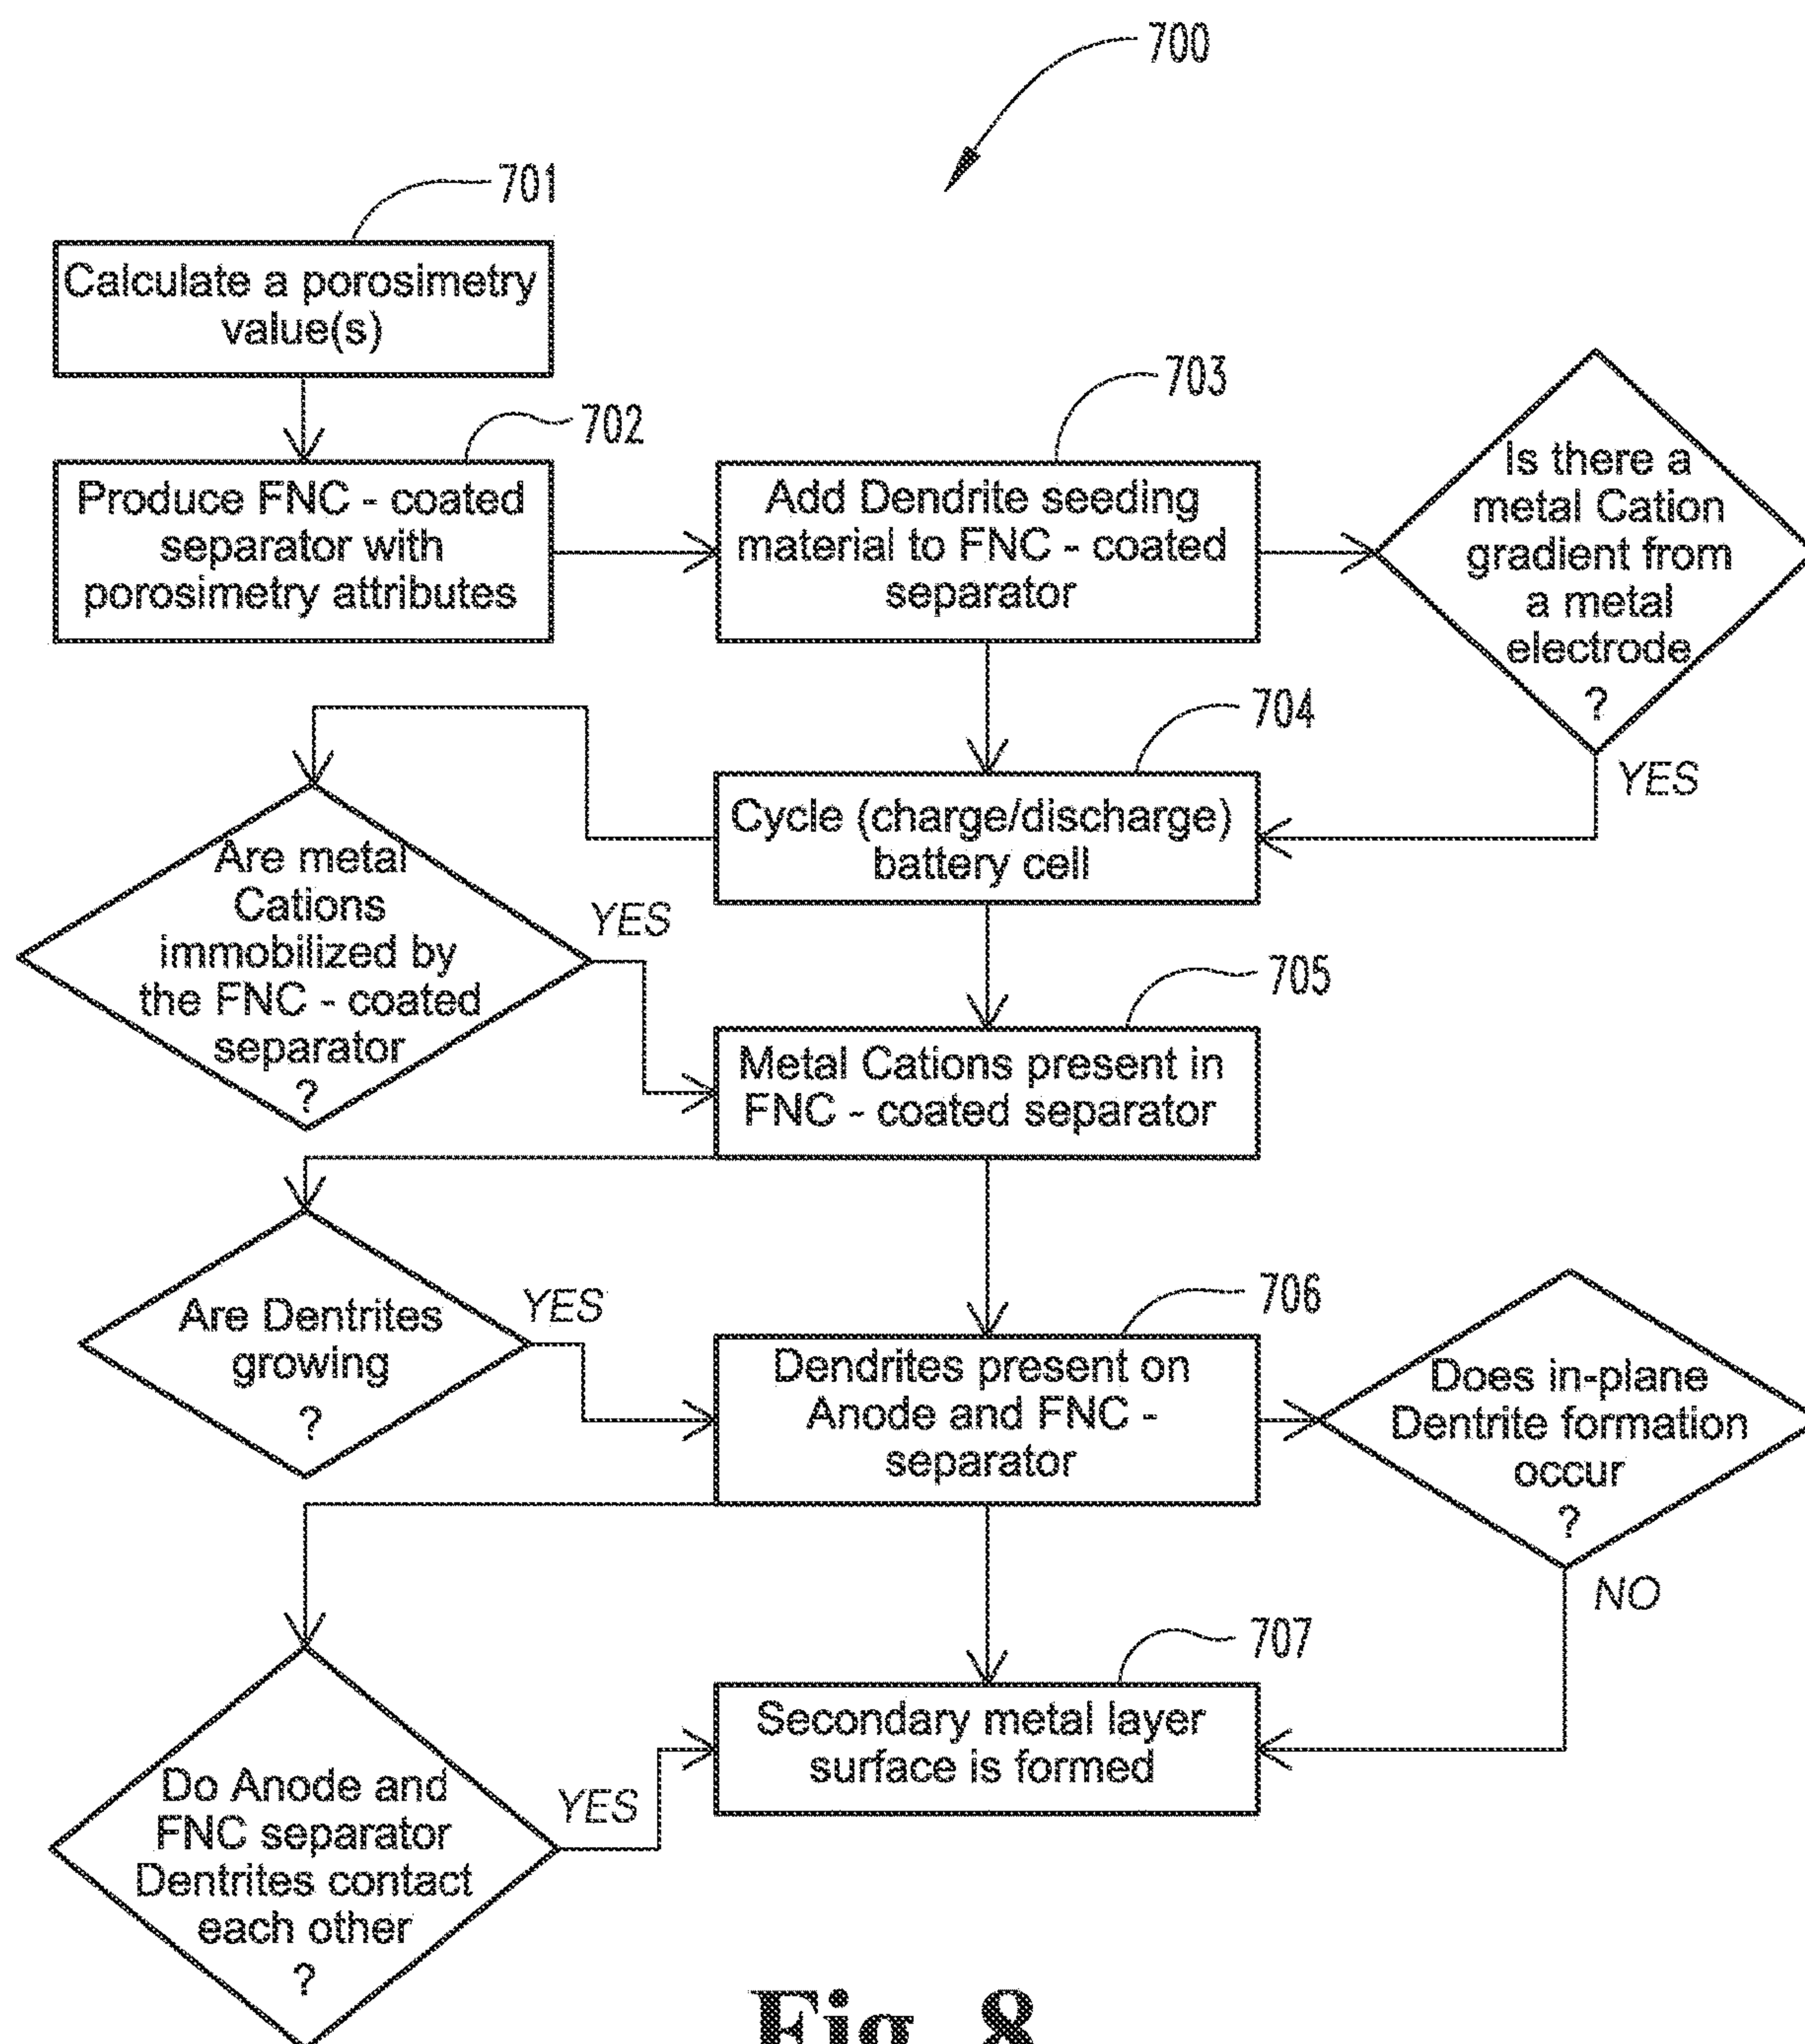 700
701
Calculate a porosimetry
value(s)
702
Produce FNC - coated
separator with
porosimetry attributes
703
Add Dendrite seeding
material to FNC - coated
separator
Is there a
metal Cation
gradient from
a metal
electrode
?
YES
704
Cycle (charge/discharge)
battery cell
Are metal
Cations
immobilized by
the FNC - coated
separator
?
YES
705
Metal Cations present in
FNC - coated separator
Are Dentrites
growing
?
YES
706
Dendrites present on
Anode and FNC -
separator
Does in-plane
Dentrite formation
occur
?
NO
707
Secondary metal layer
surface is formed
Do Anode and
FNC separator
Dentrites contact
each other
?
YES
Fig. 8